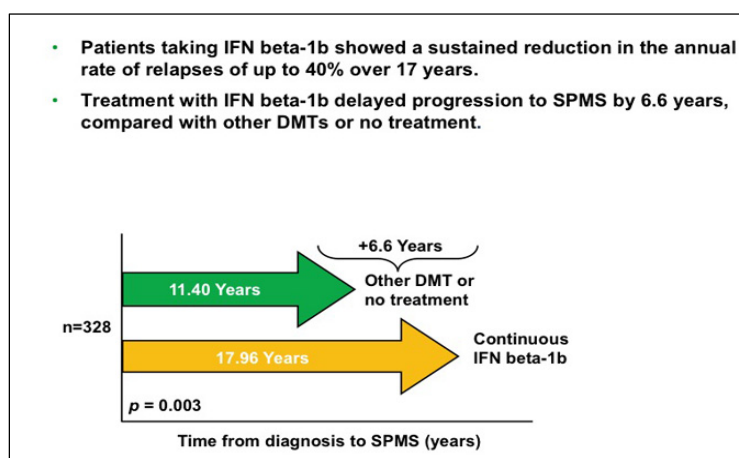 • Patients taking IFN beta-1b showed a sustained reduction in the annual
rate of relapses of up to 40% over 17 years.
• Treatment with IFN beta-1b delayed progression to SPMS by 6.6 years,
compared with other DMTs or no treatment.
+6.6 Years
11.40 Years
Other DMT or
no treatment
n=328
17.96 Years
Continuous
IFN beta-1b
p = 0.003
Time from diagnosis to SPMS (years)